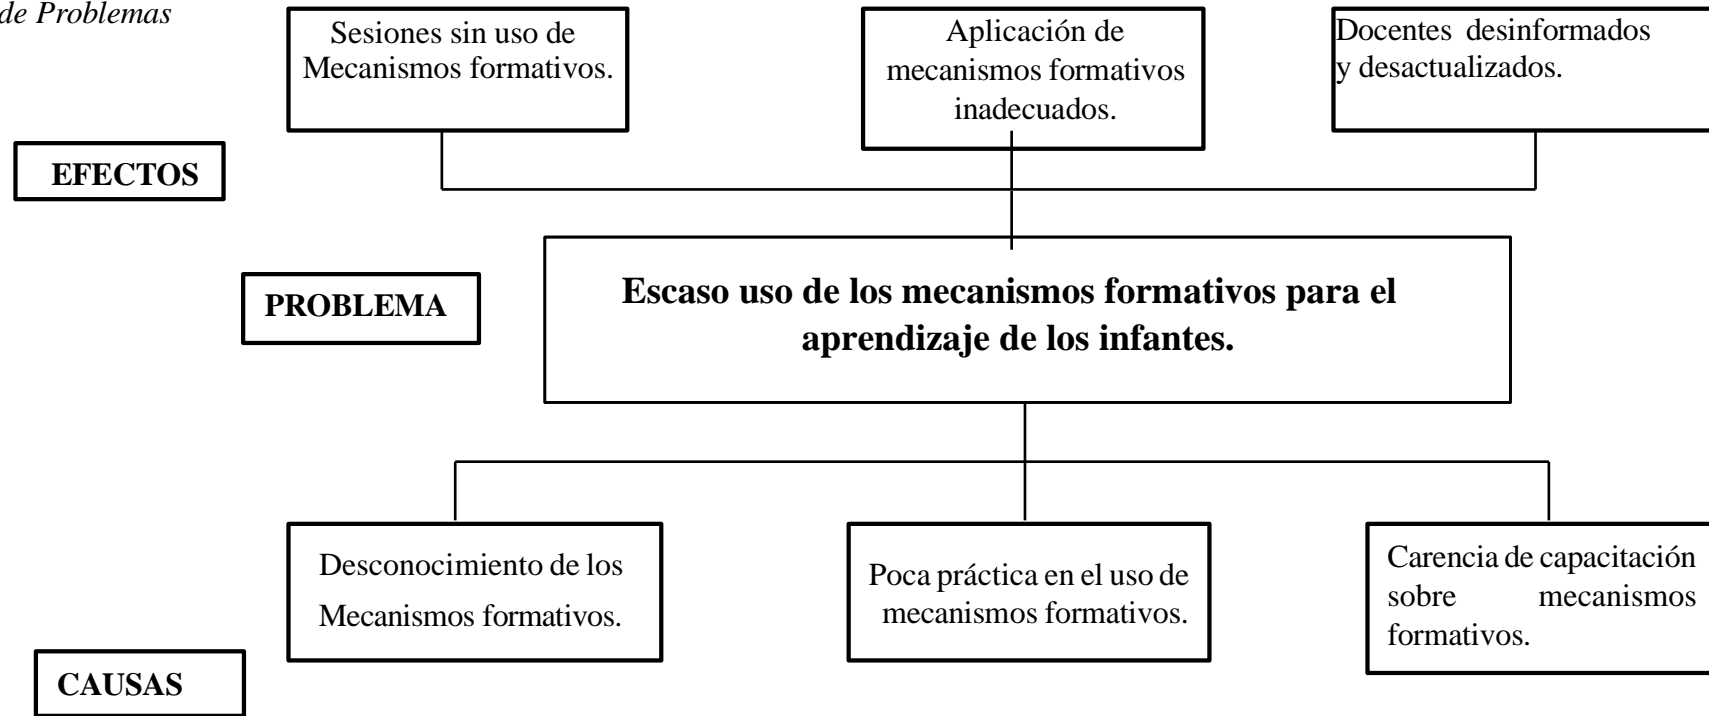 de Problemas
Sesiones sin uso de
Mecanismos formativos.
Aplicación de
mecanismos formativos
inadecuados.
Docentes desinformados
y desactualizados.
EFECTOS
PROBLEMA
Escaso uso de los mecanismos formativos para el
aprendizaje de los infantes.
Desconocimiento de los
Mecanismos formativos.
Poca práctica en el uso de
mecanismos formativos.
Carencia de capacitación
sobre mecanismos
formativos.
CAUSAS